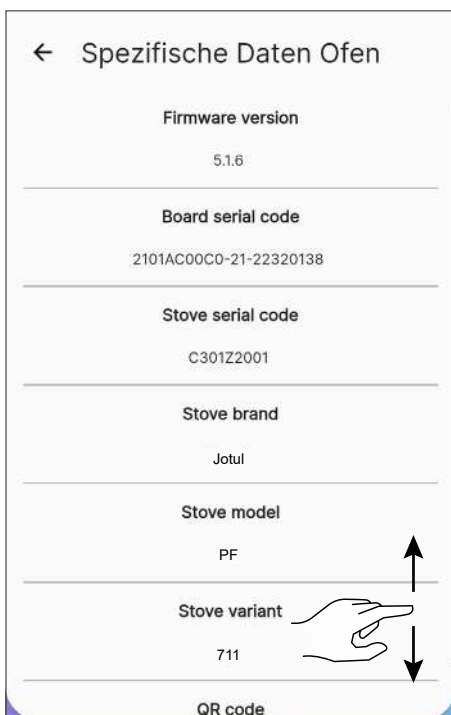 Spezifische Daten Ofen
Firmware version
5.1.6
Board serial code
2101AC00C0-21-22320138
Stove serial code
C301Z2001
Stove brand
Jotul
Stove model
PF
Stove variant
711
QR code